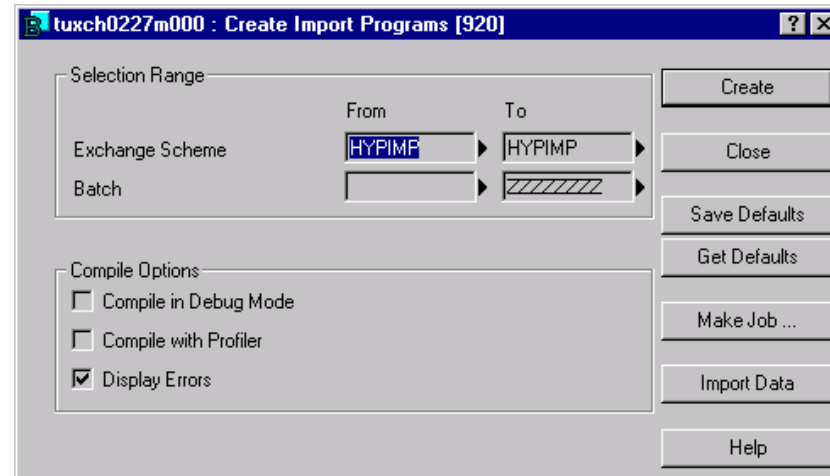 tuxch0227m000 : Create Import Programs [920]
Selection Range
From To
Exchange Scheme HYPIMP HYPIMP
Batch ZZZZZZZZZ
Compile Options
Compile in Debug Mode
Compile with Profiler
Display Errors
Create
Close
Save Defaults
Get Defaults
Make Job ...
Import Data
Help